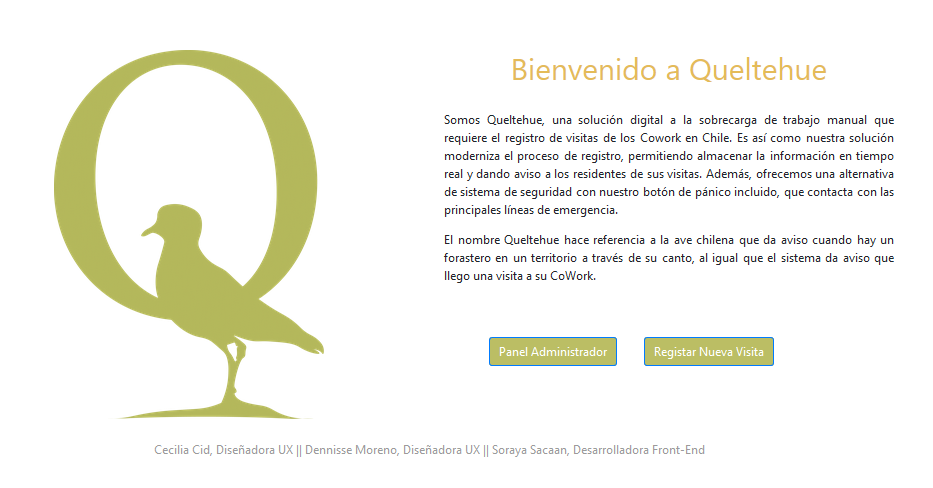 Q
Bienvenido a Queltehue
Somos Queltehue, una solución digital a la sobrecarga de trabajo manual que
requiere el registro de visitas de los Cowork en Chile. Es así como nuestra solución
moderniza el proceso de registro, permitiendo almacenar la información en tiempo
real y dando aviso a los residentes de sus visitas. Además, ofrecemos una alternativa
de sistema de seguridad con nuestro botón de pánico incluido, que contacta con las
principales líneas de emergencia.
El nombre Queltehue hace referencia a la ave chilena que da aviso cuando hay un
forastero en un territorio a través de su canto, al igual que el sistema da aviso que
llego una visita a su CoWork.
Panel Administrador
Registar Nueva Visita
Cecilia Cid, Diseñadora UX || Dennisse Moreno, Diseñadora UX || Soraya Sacaan, Desarrolladora Front-End